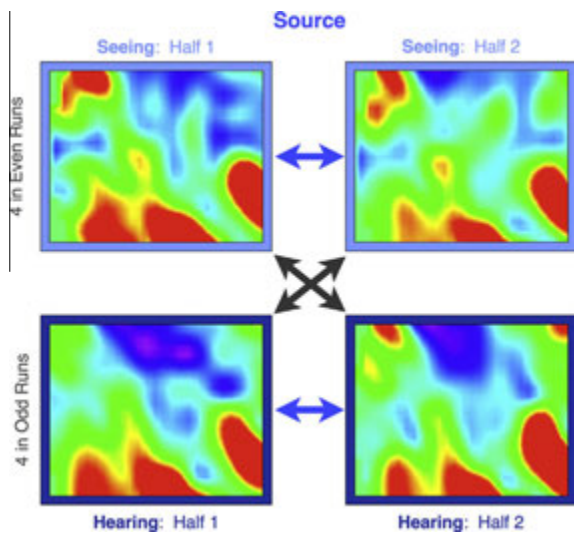 Source
Seeing: Half 1
Seeing: Half 2
4 in Even Runs
4 in Odd Runs
Hearing: Half 1
Hearing: Half 2